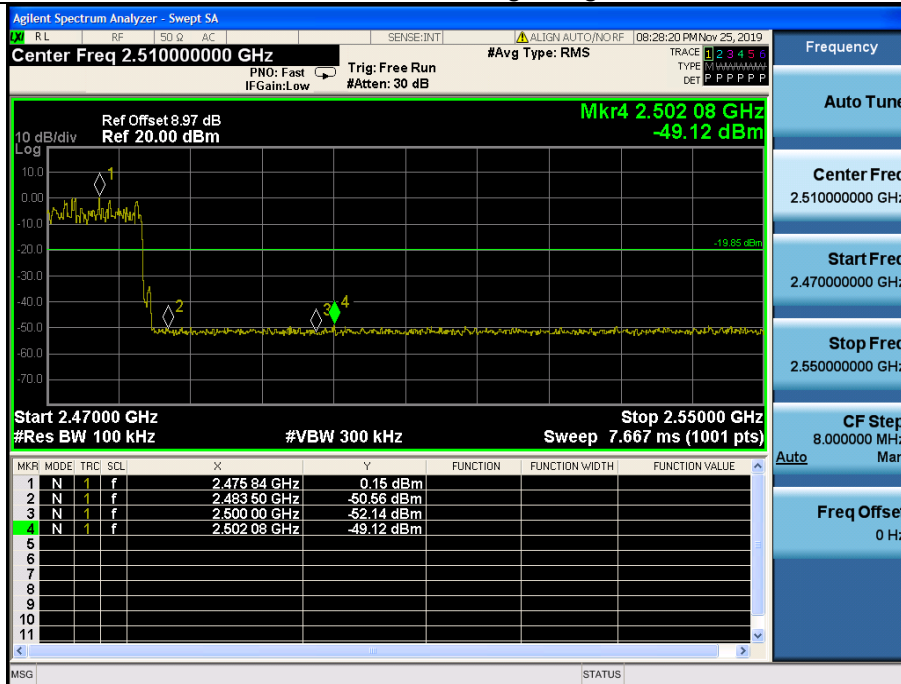 Agilent Spectrum Analyzer - Swept SA
LXI RL RF 50 Ω AC SENSE:INT ALIGN AUTO/NO RF 08:28:20 PM Nov 25, 2019
Center Freq 2.510000000 GHz #Avg Type: RMS TRACE 1 2 3 4 5 6
PNO: Fast Trig: Free Run TYPE M
IFGain:Low #Atten: 30 dB DET P P P P P P
Mkr4 2.502 08 GHz
-49.12 dBm
Ref Offset 8.97 dB
10 dB/div Ref 20.00 dBm
Log
10.0
0.00
-10.0
-20.0
-30.0
-40.0
-50.0
-60.0
-70.0
1
2
3
4
-19.85 dBm
Start 2.47000 GHz Stop 2.55000 GHz
#Res BW 100 kHz #VBW 300 kHz Sweep 7.667 ms (1001 pts)
MKR MODE TRC SCL X Y FUNCTION FUNCTION WIDTH FUNCTION VALUE
1 N 1 f 2.475 84 GHz 0.15 dBm
2 N 1 f 2.483 50 GHz -50.56 dBm
3 N 1 f 2.500 00 GHz -52.14 dBm
4 N 1 f 2.502 08 GHz -49.12 dBm
5
6
7
8
9
10
11
MSG STATUS
Frequency
Auto Tune
Center Freq
2.510000000 GHz
Start Freq
2.470000000 GHz
Stop Freq
2.550000000 GHz
CF Step
8.000000 MHz
Auto Man
Freq Offset
0 Hz